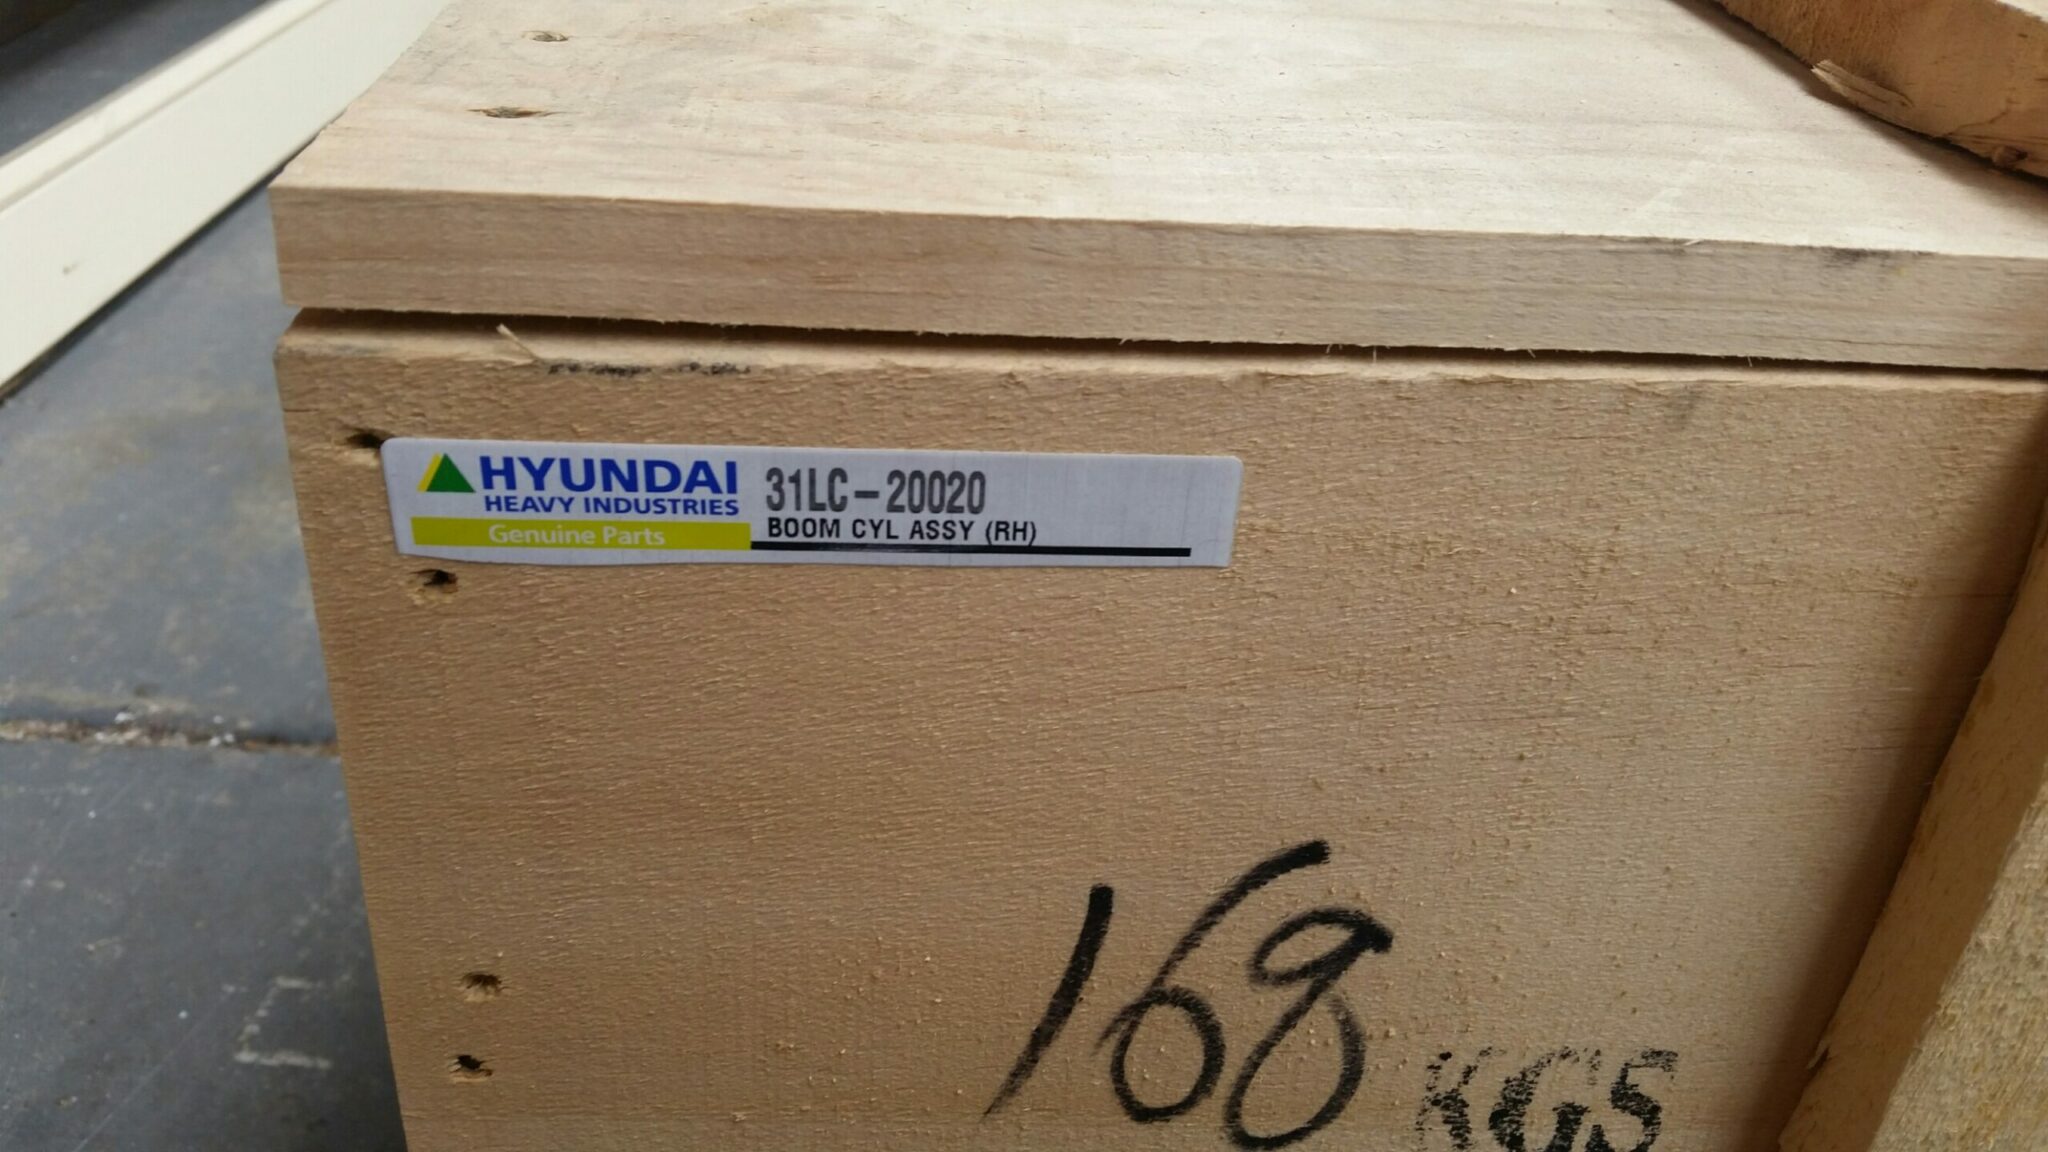 HYUNDAI
HEAVY INDUSTRIES
Genuine Parts
31LC-20020
BOOM CYL ASSY (RH)
168
KGS